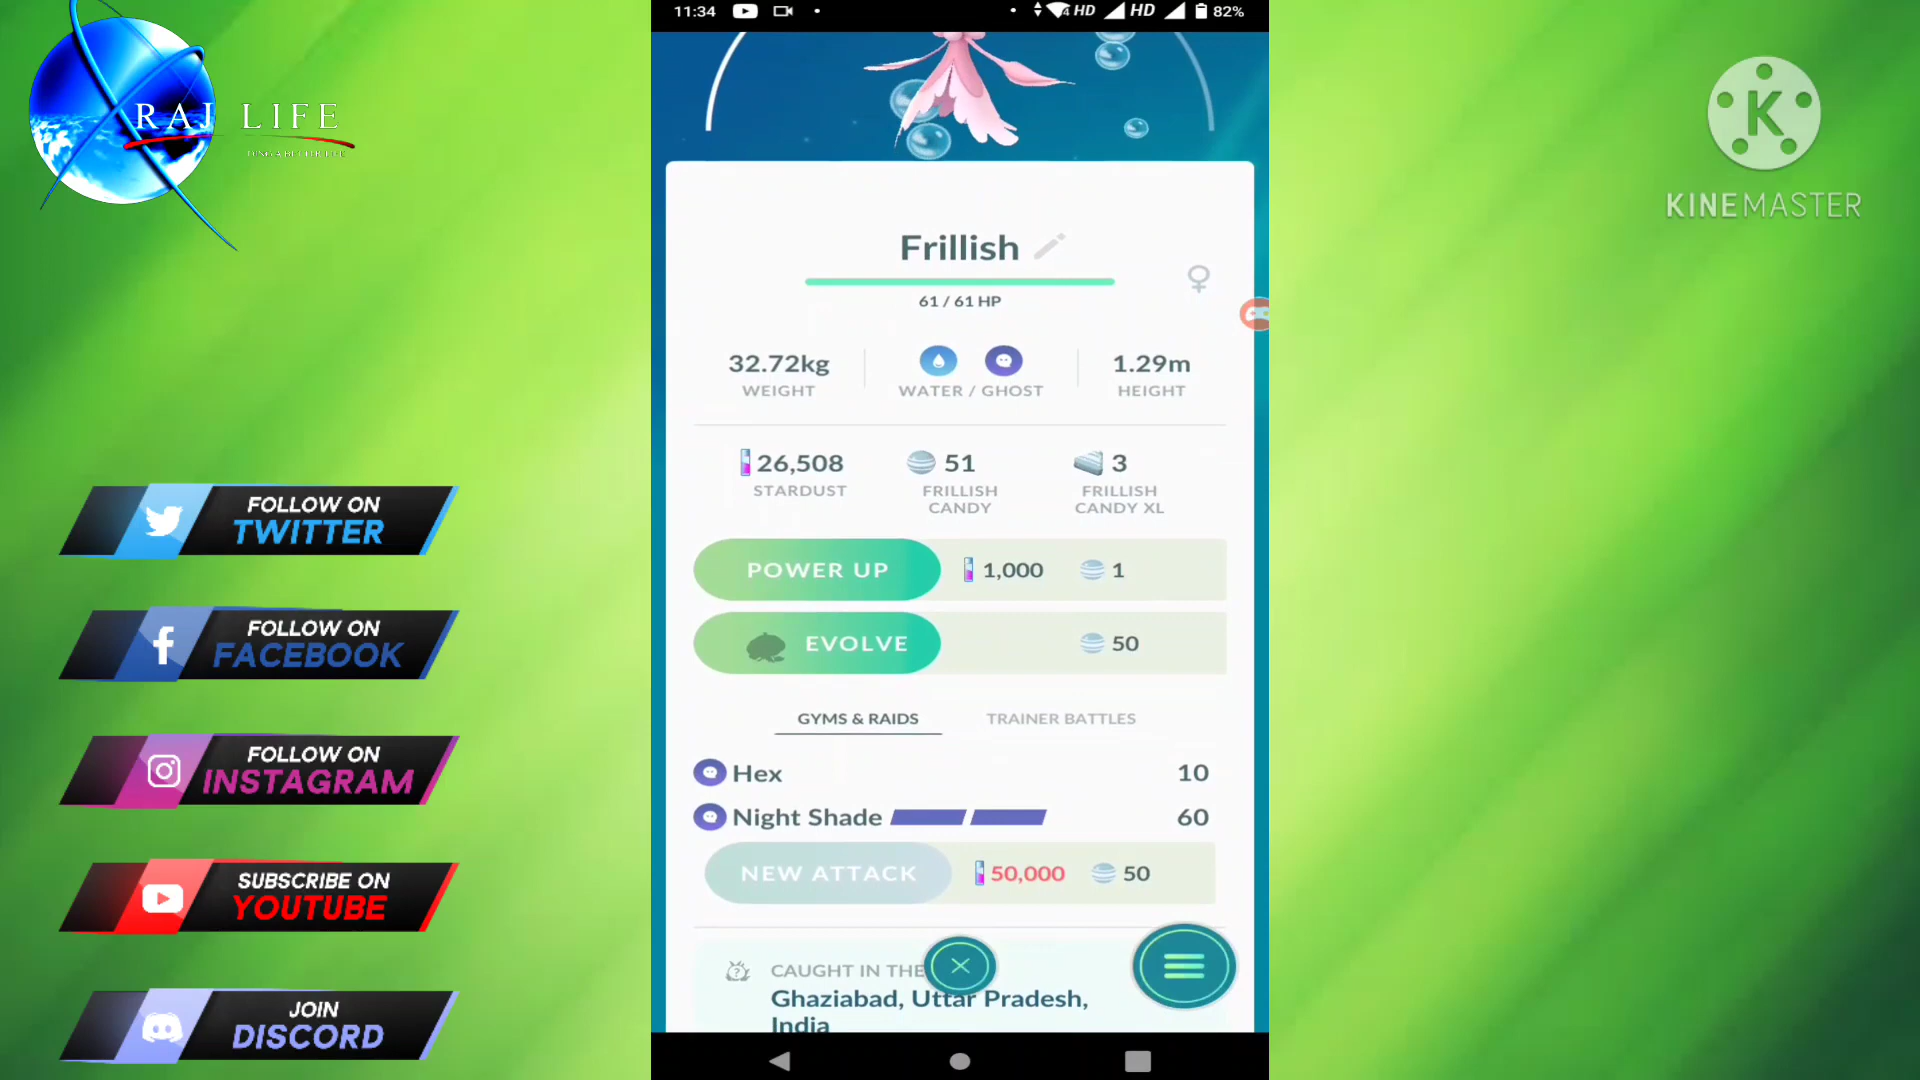 11:34
4 HD HD 82%
RAJ LIFE
K
KINEMASTER
Frillish
61 / 61 HP
32.72kg
WEIGHT
WATER / GHOST
1.29m
HEIGHT
26,508
STARDUST
51
FRILLISH
CANDY
3
FRILLISH
CANDY XL
POWER UP 1,000 1
EVOLVE 50
GYMS & RAIDS TRAINER BATTLES
Hex 10
Night Shade 60
NEW ATTACK 50,000 50
CAUGHT IN THE
Ghaziabad, Uttar Pradesh,
India
FOLLOW ON
TWITTER
FOLLOW ON
FACEBOOK
FOLLOW ON
INSTAGRAM
SUBSCRIBE ON
YOUTUBE
JOIN
DISCORD